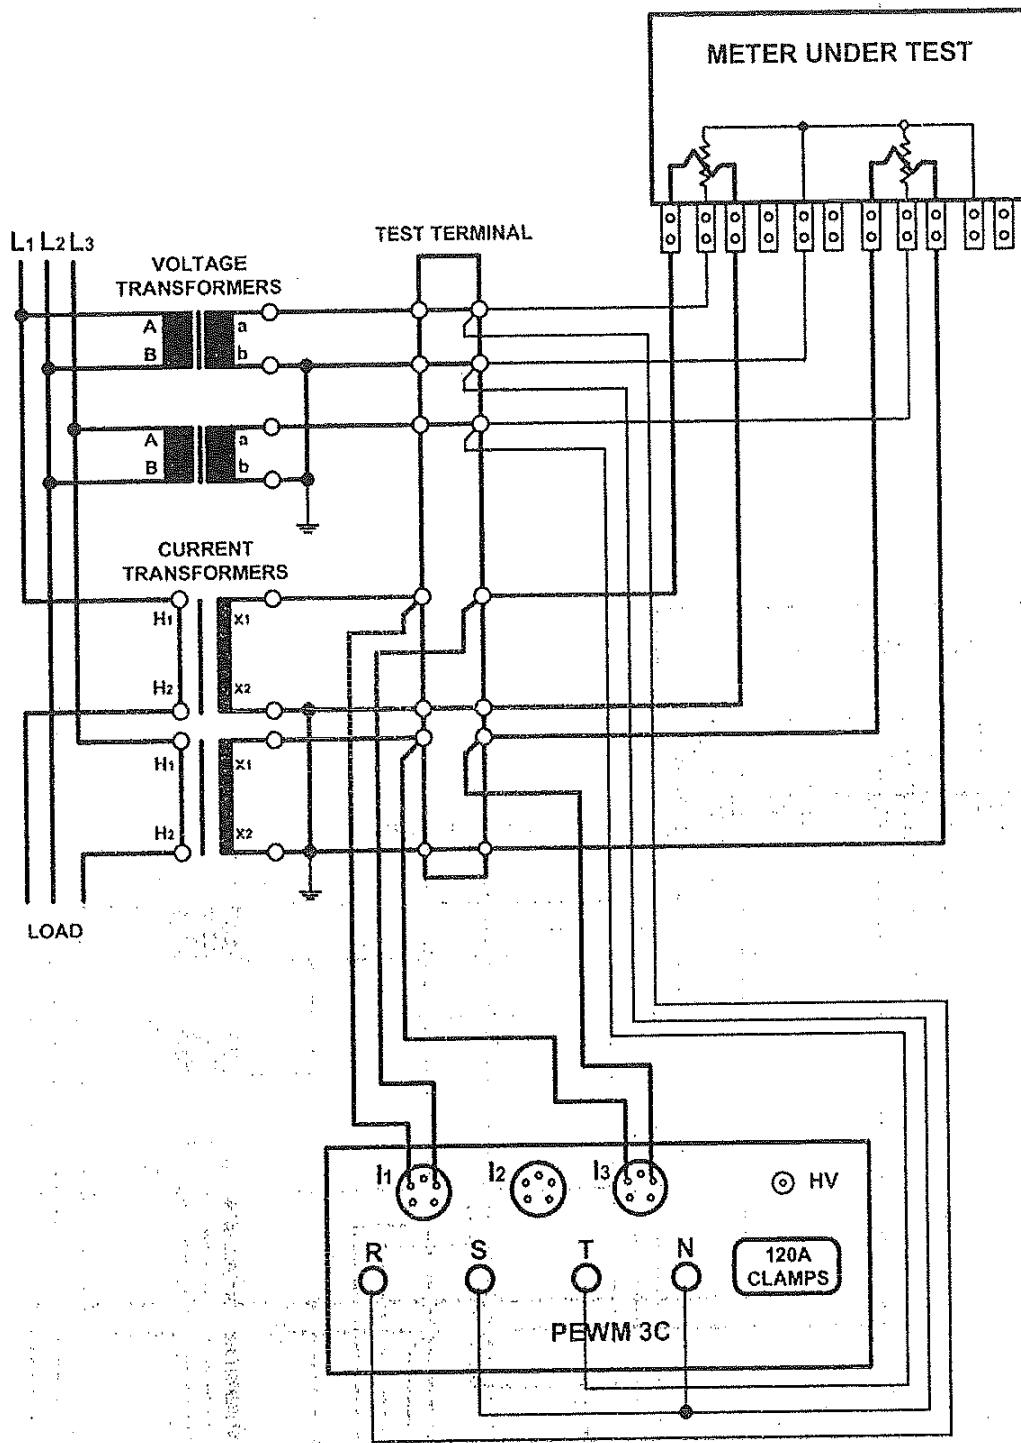 METER UNDER TEST
L1 L2 L3
TEST TERMINAL
VOLTAGE
TRANSFORMERS
A a
B b
A a
B b
CURRENT
TRANSFORMERS
H1 X1
H2 X2
H1 X1
H2 X2
LOAD
I1 I2 I3 HV
R S T N
120A
CLAMPS
PEWM 3C